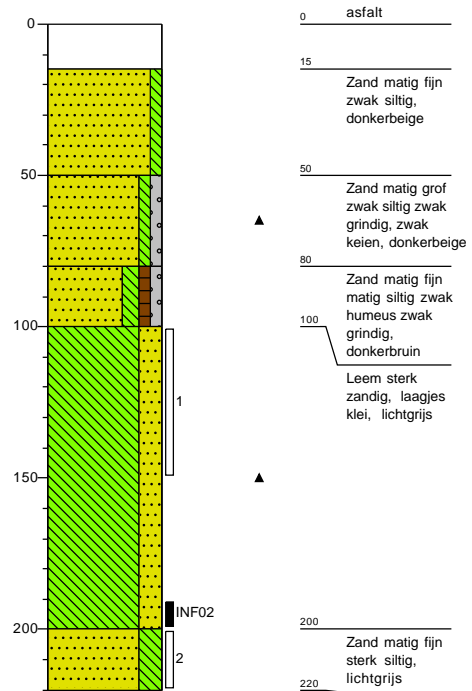 0
50
100
150
200
1
INF02
2
0
asfalt
15
Zand matig fijn
zwak siltig,
donkerbeige
50
Zand matig grof
zwak siltig zwak
grindig, zwak
keien, donkerbeige
80
Zand matig fijn
matig siltig zwak
humeus zwak
grindig,
donkerbruin
100
Leem sterk
zandig, laagjes
klei, lichtgrijs
200
Zand matig fijn
sterk siltig,
lichtgrijs
220